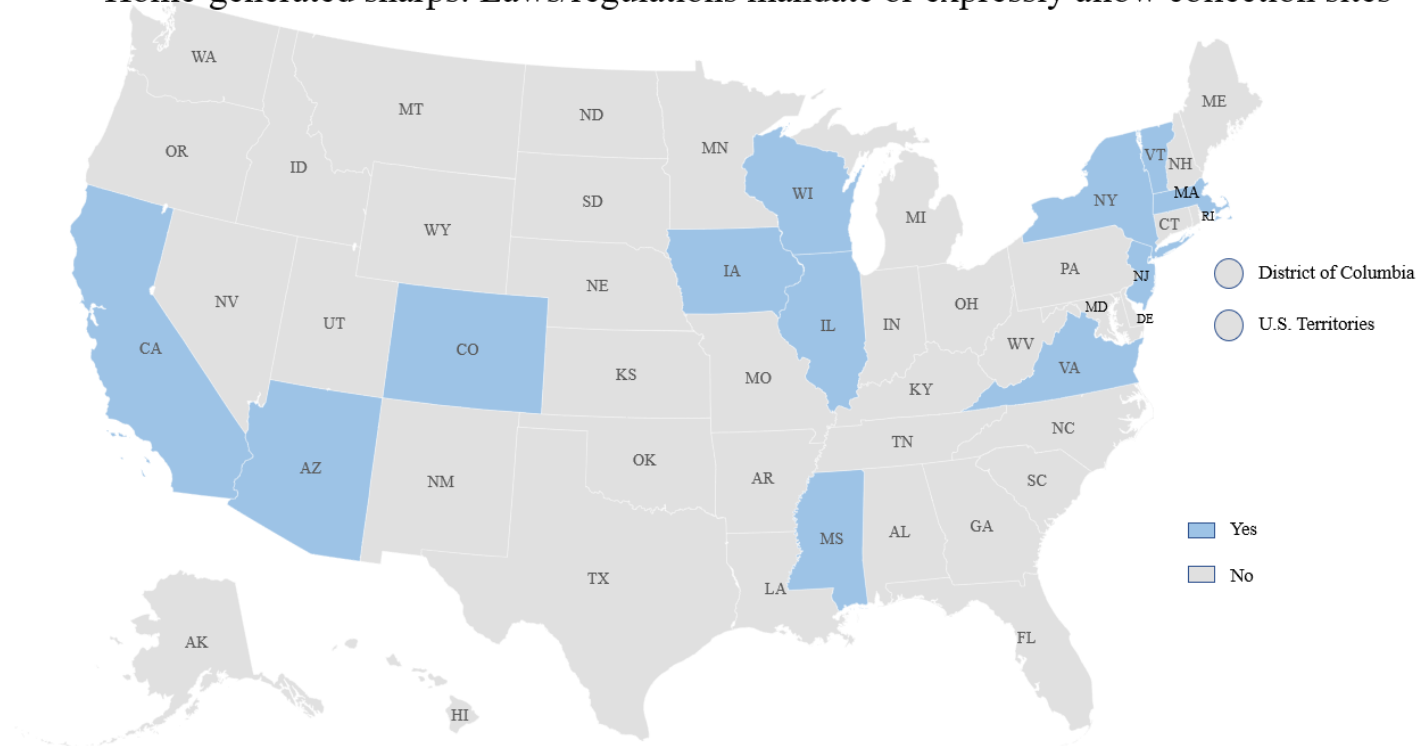 Home-generated sharps: Laws/regulations mandate or expressly allow collection sites
WA
ME
MT
ND
OR
MN
VT
NH
ID
WI
MA
SD
NY
RI
WY
MI
CT
IA
PA
NJ
District of Columbia
NE
NV
OH
MD
DE
UT
IL
IN
U.S. Territories
CA
CO
WV
KS
MO
VA
KY
NC
TN
AZ
OK
NM
AR
SC
MS
AL
GA
Yes
TX
LA
No
AK
FL
HI